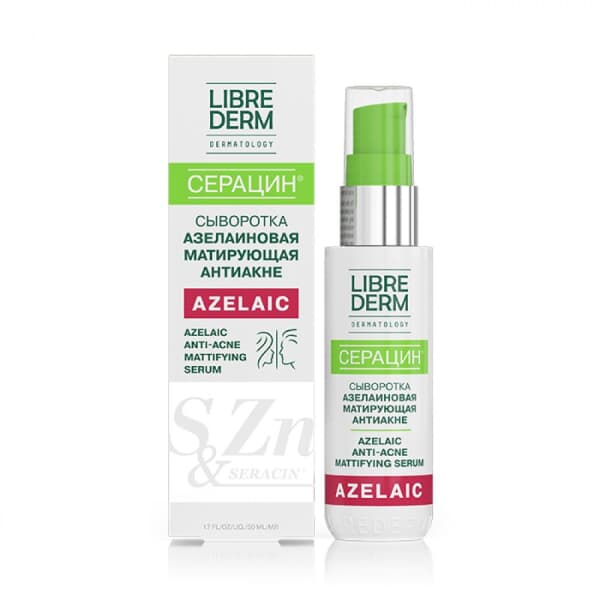 LIBRE
DERM
DERMATOLOGY
СЕРАЦИН®
СЫВОРОТКА
АЗЕЛАИНОВАЯ
МАТИРУЮЩАЯ
АНТИАКНЕ
AZELAIC
AZELAIC
ANTI-ACNE
MATTIFYING
SERUM
S Zn
& SERACIN®
LIBRE
DERM
DERMATOLOGY
СЕРАЦИН®
СЫВОРОТКА
АЗЕЛАИНОВАЯ
МАТИРУЮЩАЯ
АНТИАКНЕ
AZELAIC
ANTI-ACNE
MATTIFYING SERUM
AZELAIC